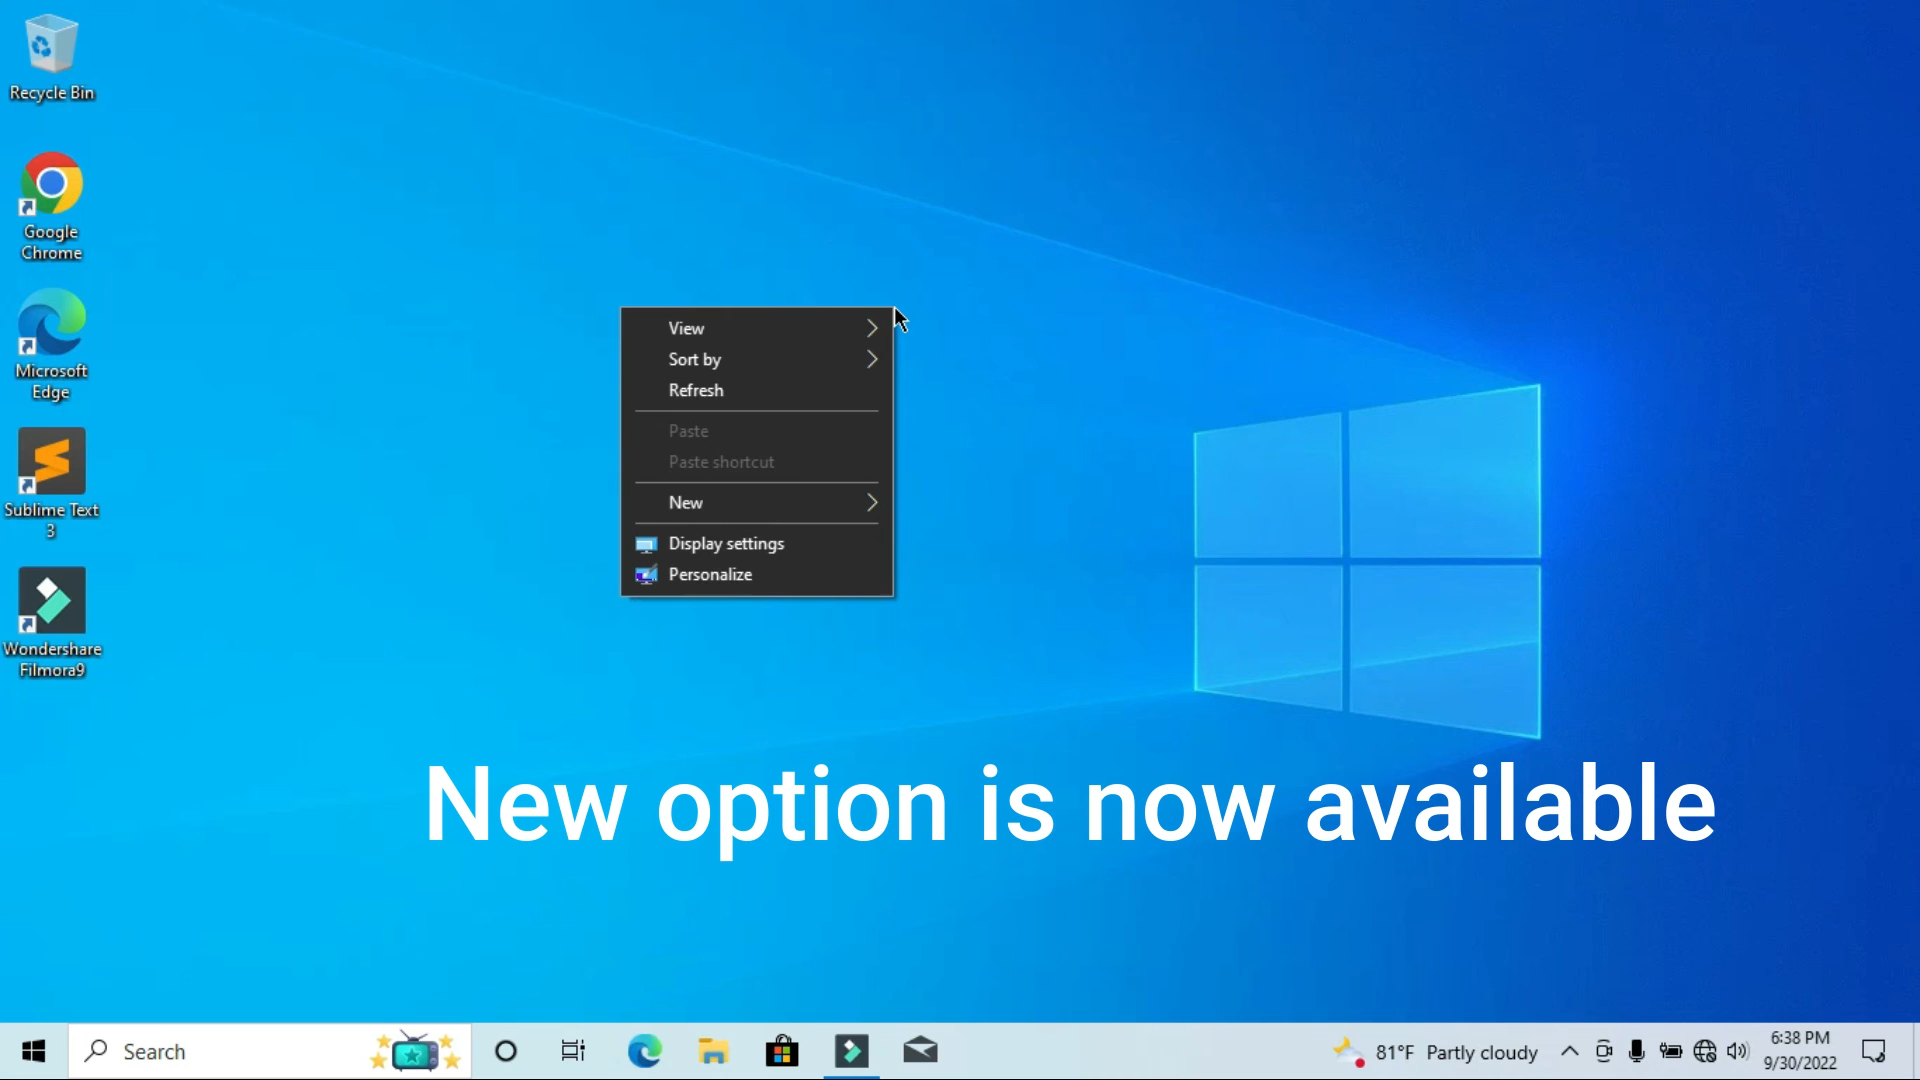 Recycle Bin
Google
Chrome
Microsoft
Edge
Sublime Text
3
Wondershare
Filmora9
View
Sort by
Refresh
Paste
Paste shortcut
New
Display settings
Personalize
New option is now available
Search
81°F Partly cloudy
6:38 PM
9/30/2022